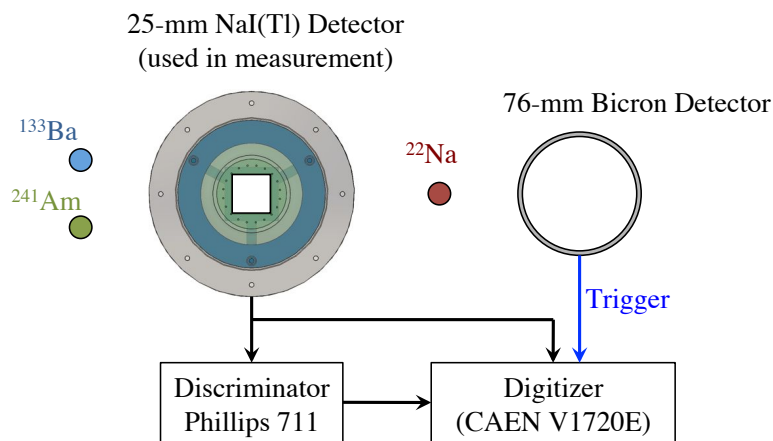 25-mm NaI(Tl) Detector
(used in measurement)
76-mm Bicron Detector
¹³³Ba
²²Na
²⁴¹Am
Trigger
Discriminator
Phillips 711
Digitizer
(CAEN V1720E)